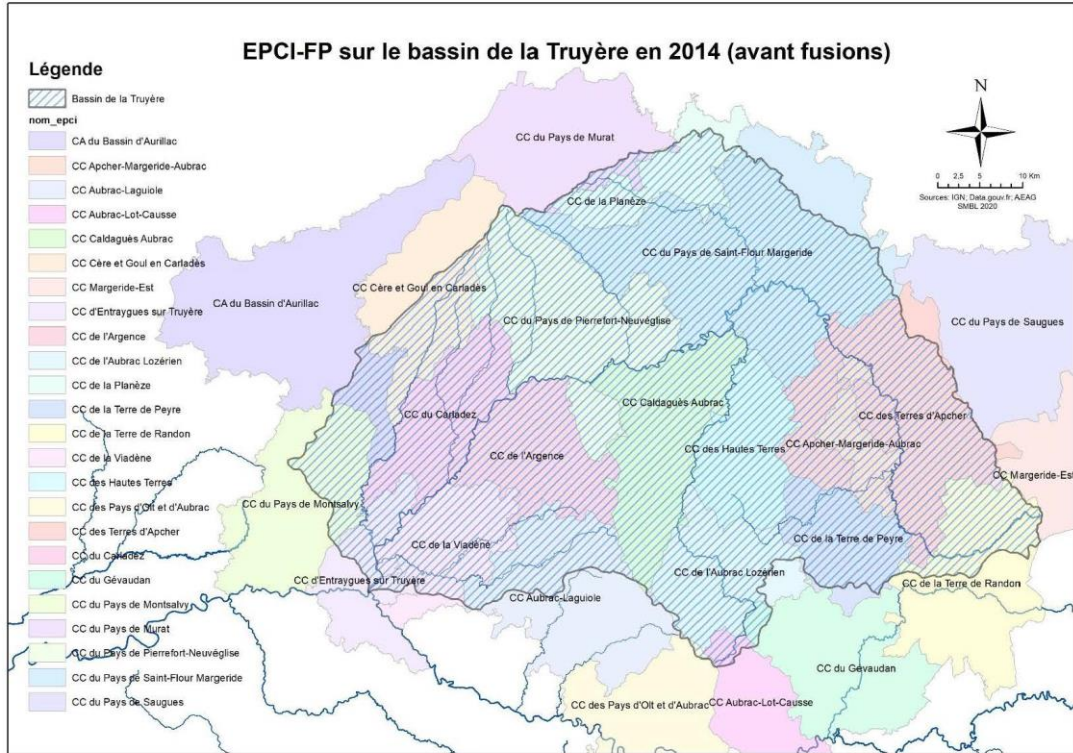 EPCI-FP sur le bassin de la Truyère en 2014 (avant fusions)
Légende
Bassin de la Truyère
nom_epci
CA du Bassin d'Aurillac
CC Apcher-Margeride-Aubrac
CC Aubrac-Laguiole
CC Aubrac-Lot-Causse
CC Caldaguès Aubrac
CC Cère et Goul en Carladès
CC Margeride-Est
CC d'Entraygues sur Truyère
CC de l'Argence
CC de l'Aubrac Lozérien
CC de la Planèze
CC de la Terre de Peyre
CC de la Terre de Randon
CC de la Viadène
CC des Hautes Terres
CC des Pays d'Olt et d'Aubrac
CC des Terres d'Apcher
CC du Carladez
CC du Gévaudan
CC du Pays de Montsalvy
CC du Pays de Murat
CC du Pays de Pierrefort-Neuvéglise
CC du Pays de Saint-Flour Margeride
CC du Pays de Saugues
N
0 2,5 5 10 Km
Sources: IGN; Data.gouv.fr; AEAG
SMBL 2020
CC du Pays de Murat
CC de la Planèze
CC du Pays de Saint-Flour Margeride
CC Cère et Goul en Carladès
CA du Bassin d'Aurillac
CC du Pays de Saugues
CC du Pays de Pierrefort-Neuvéglise
CC Caldaguès Aubrac
CC du Carladez
CC des Terres d'Apcher
CC Apcher-Margeride-Aubrac
CC des Hautes Terres
CC de l'Argence
CC Margeride-Est
CC du Pays de Montsalvy
CC de la Terre de Peyre
CC de la Viadène
CC de l'Aubrac Lozérien
CC d'Entraygues sur Truyère
CC de la Terre de Randon
CC Aubrac-Laguiole
CC du Gévaudan
CC des Pays d'Olt et d'Aubrac
CC Aubrac-Lot-Causse